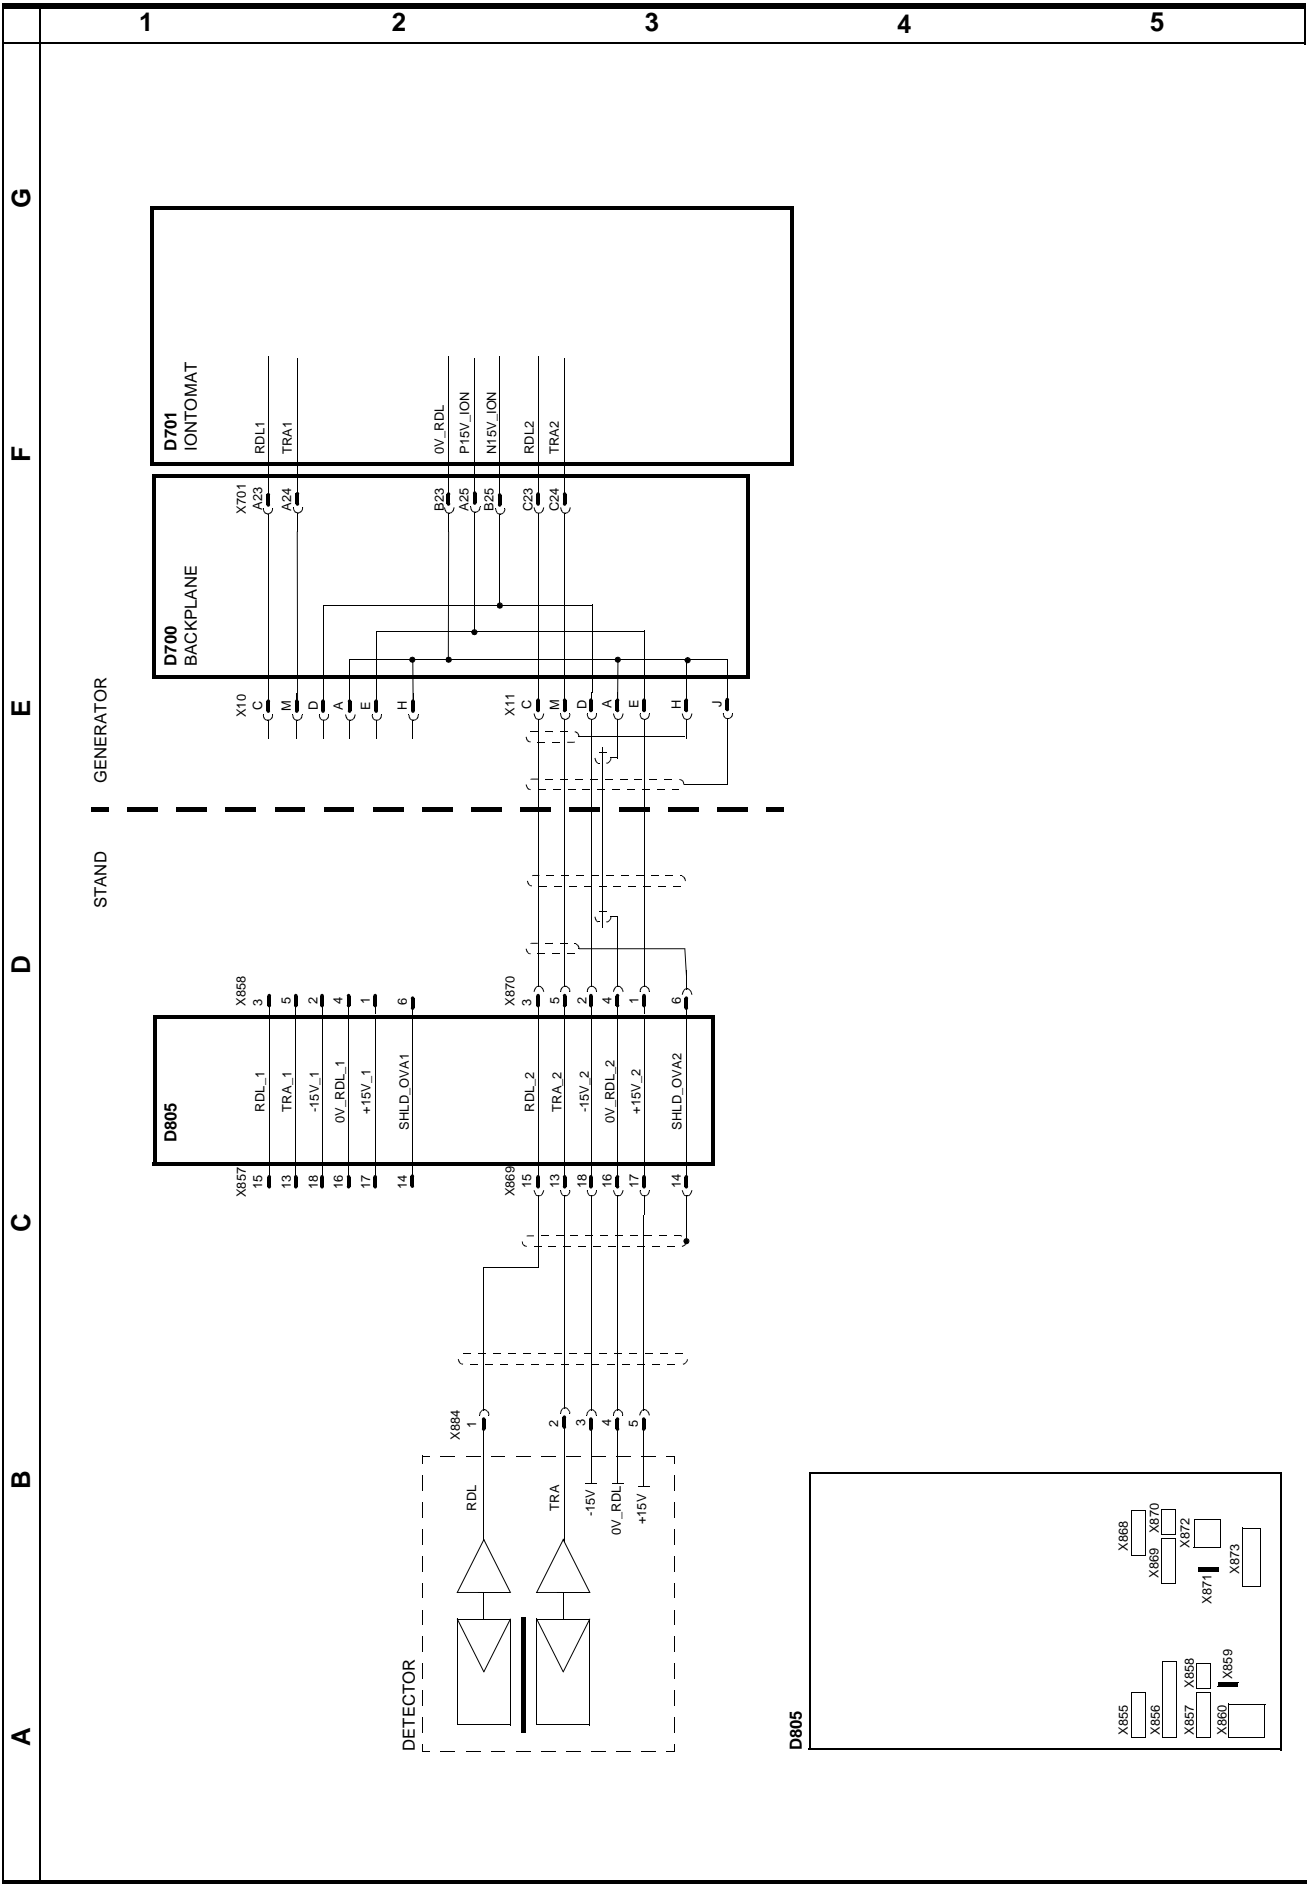 1 2 3 4 5
G
F
E
D
C
B
A
D701
IONTOMAT
RDL1
TRA1
0V_RDL
P15V_ION
N15V_ION
RDL2
TRA2
X701
A23
A24
B23
A25
B25
C23
C24
D700
BACKPLANE
GENERATOR
X10
C
M
D
A
E
H
X11
C
M
D
A
E
H
J
STAND
X858
3
5
2
4
1
6
X870
3
5
2
4
1
6
D805
RDL_1
TRA_1
-15V_1
0V_RDL_1
+15V_1
SHLD_OVA1
RDL_2
TRA_2
-15V_2
0V_RDL_2
+15V_2
SHLD_OVA2
X857
15
13
18
16
17
14
X869
15
13
18
16
17
14
X884
1
2
3
4
5
RDL
TRA
-15V
0V_RDL
+15V
DETECTOR
D805
X868
X870
X869
X872
X871
X873
X855
X856
X858
X857
X859
X860